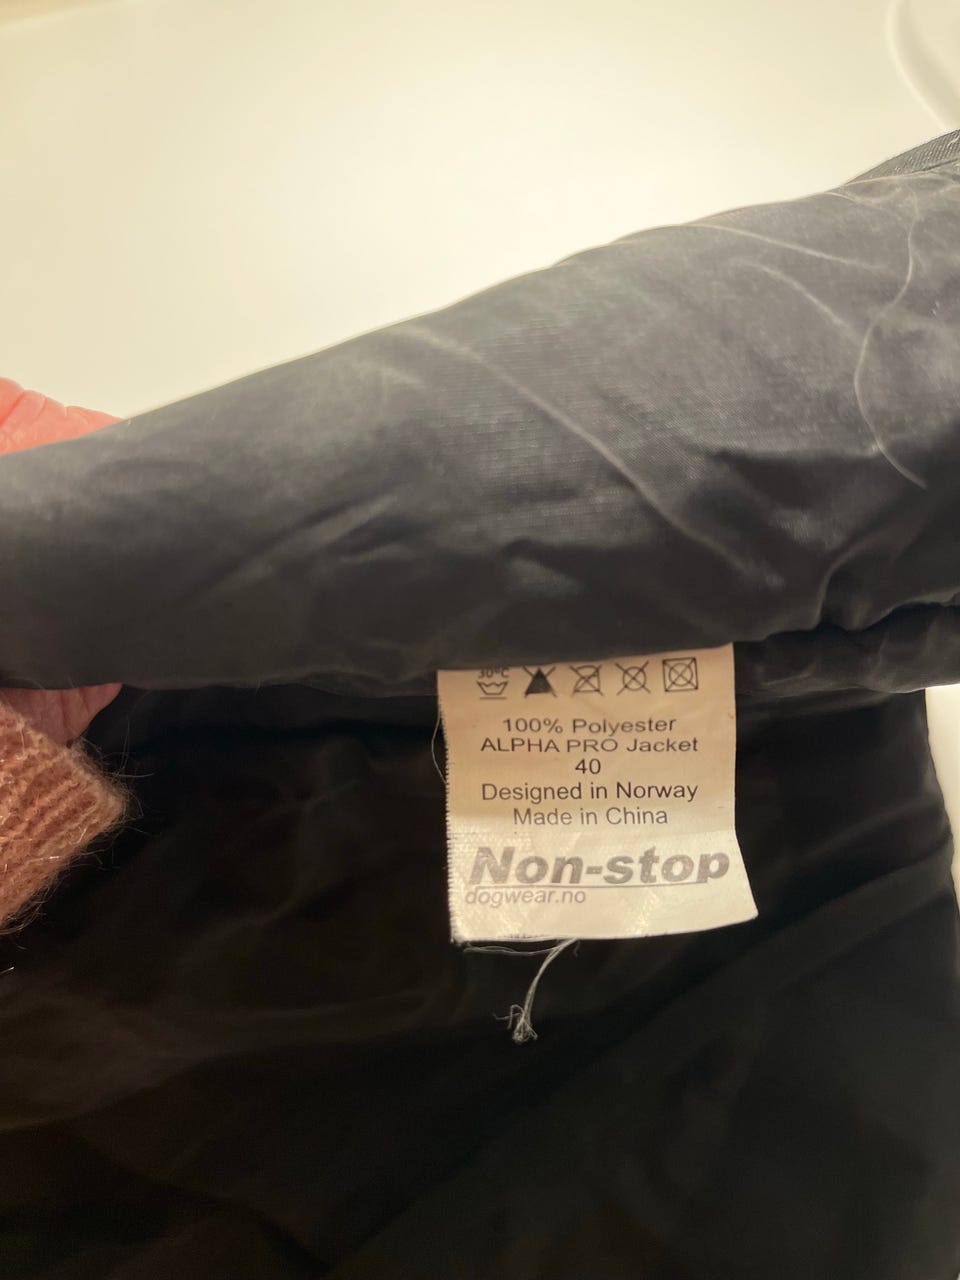 30°C
100% Polyester
ALPHA PRO Jacket
40
Designed in Norway
Made in China
Non-stop
dogwear.no